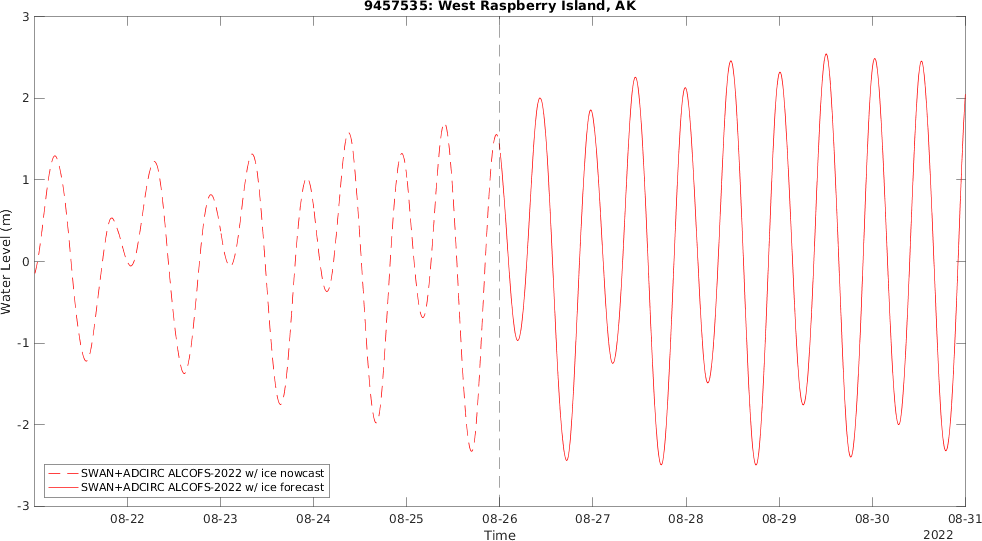 9457535: West Raspberry Island, AK
3
2
1
0
-1
-2
-3
Water Level (m)
SWAN+ADCIRC ALCOFS-2022 w/ ice nowcast
SWAN+ADCIRC ALCOFS-2022 w/ ice forecast
08-22 08-23 08-24 08-25 08-26 08-27 08-28 08-29 08-30 08-31
Time
2022